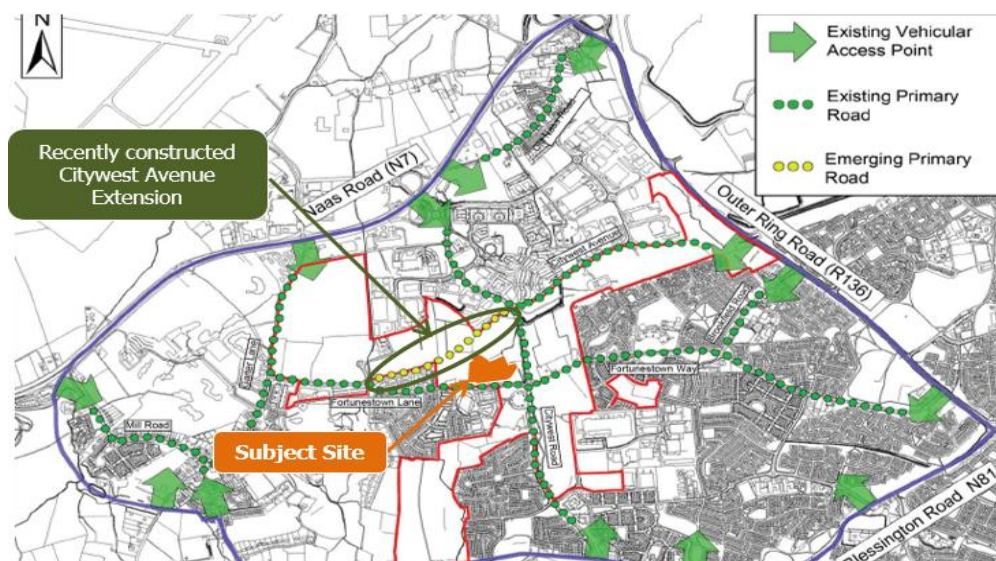 N
Existing Vehicular
Access Point
Existing Primary
Road
Emerging Primary
Road
Recently constructed
Citywest Avenue
Extension
Naas Road (N7)
Outer Ring Road (R136)
Citywest Avenue
Fortunestown Way
Fortunestown Lane
Citywest Road
Mill Road
Subject Site
Blessington Road N81